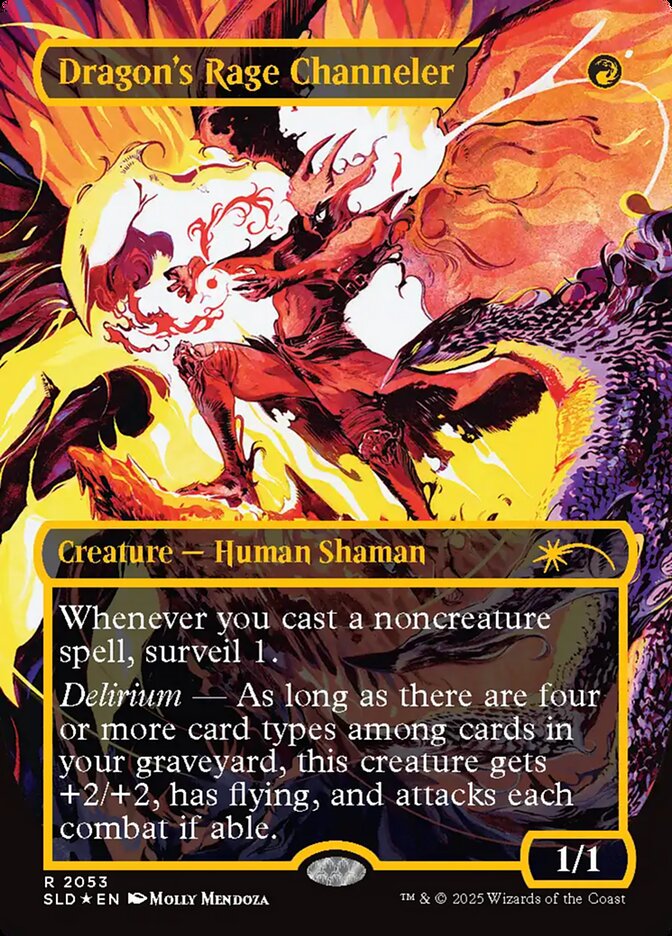 Dragon's Rage Channeler
Creature — Human Shaman
Whenever you cast a noncreature
spell, surveil 1.
Delirium — As long as there are four
or more card types among cards in
your graveyard, this creature gets
+2/+2, has flying, and attacks each
combat if able.
1/1
R 2053
SLD★EN Molly Mendoza
™ & © 2025 Wizards of the Coast